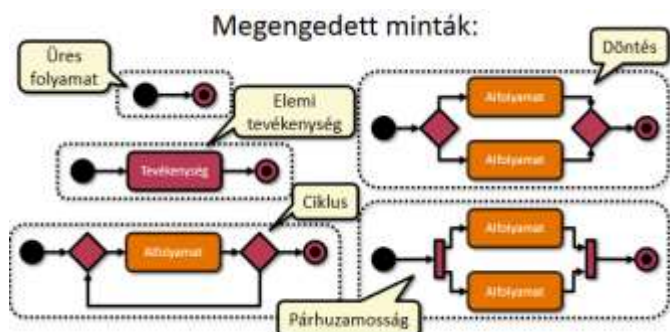 Megengedett minták:
Üres
folyamat
Döntés
Alfolyamat
Alfolyamat
Elemi
tevékenység
Tevékenység
Ciklus
Alfolyamat
Alfolyamat
Alfolyamat
Párhuzamosság